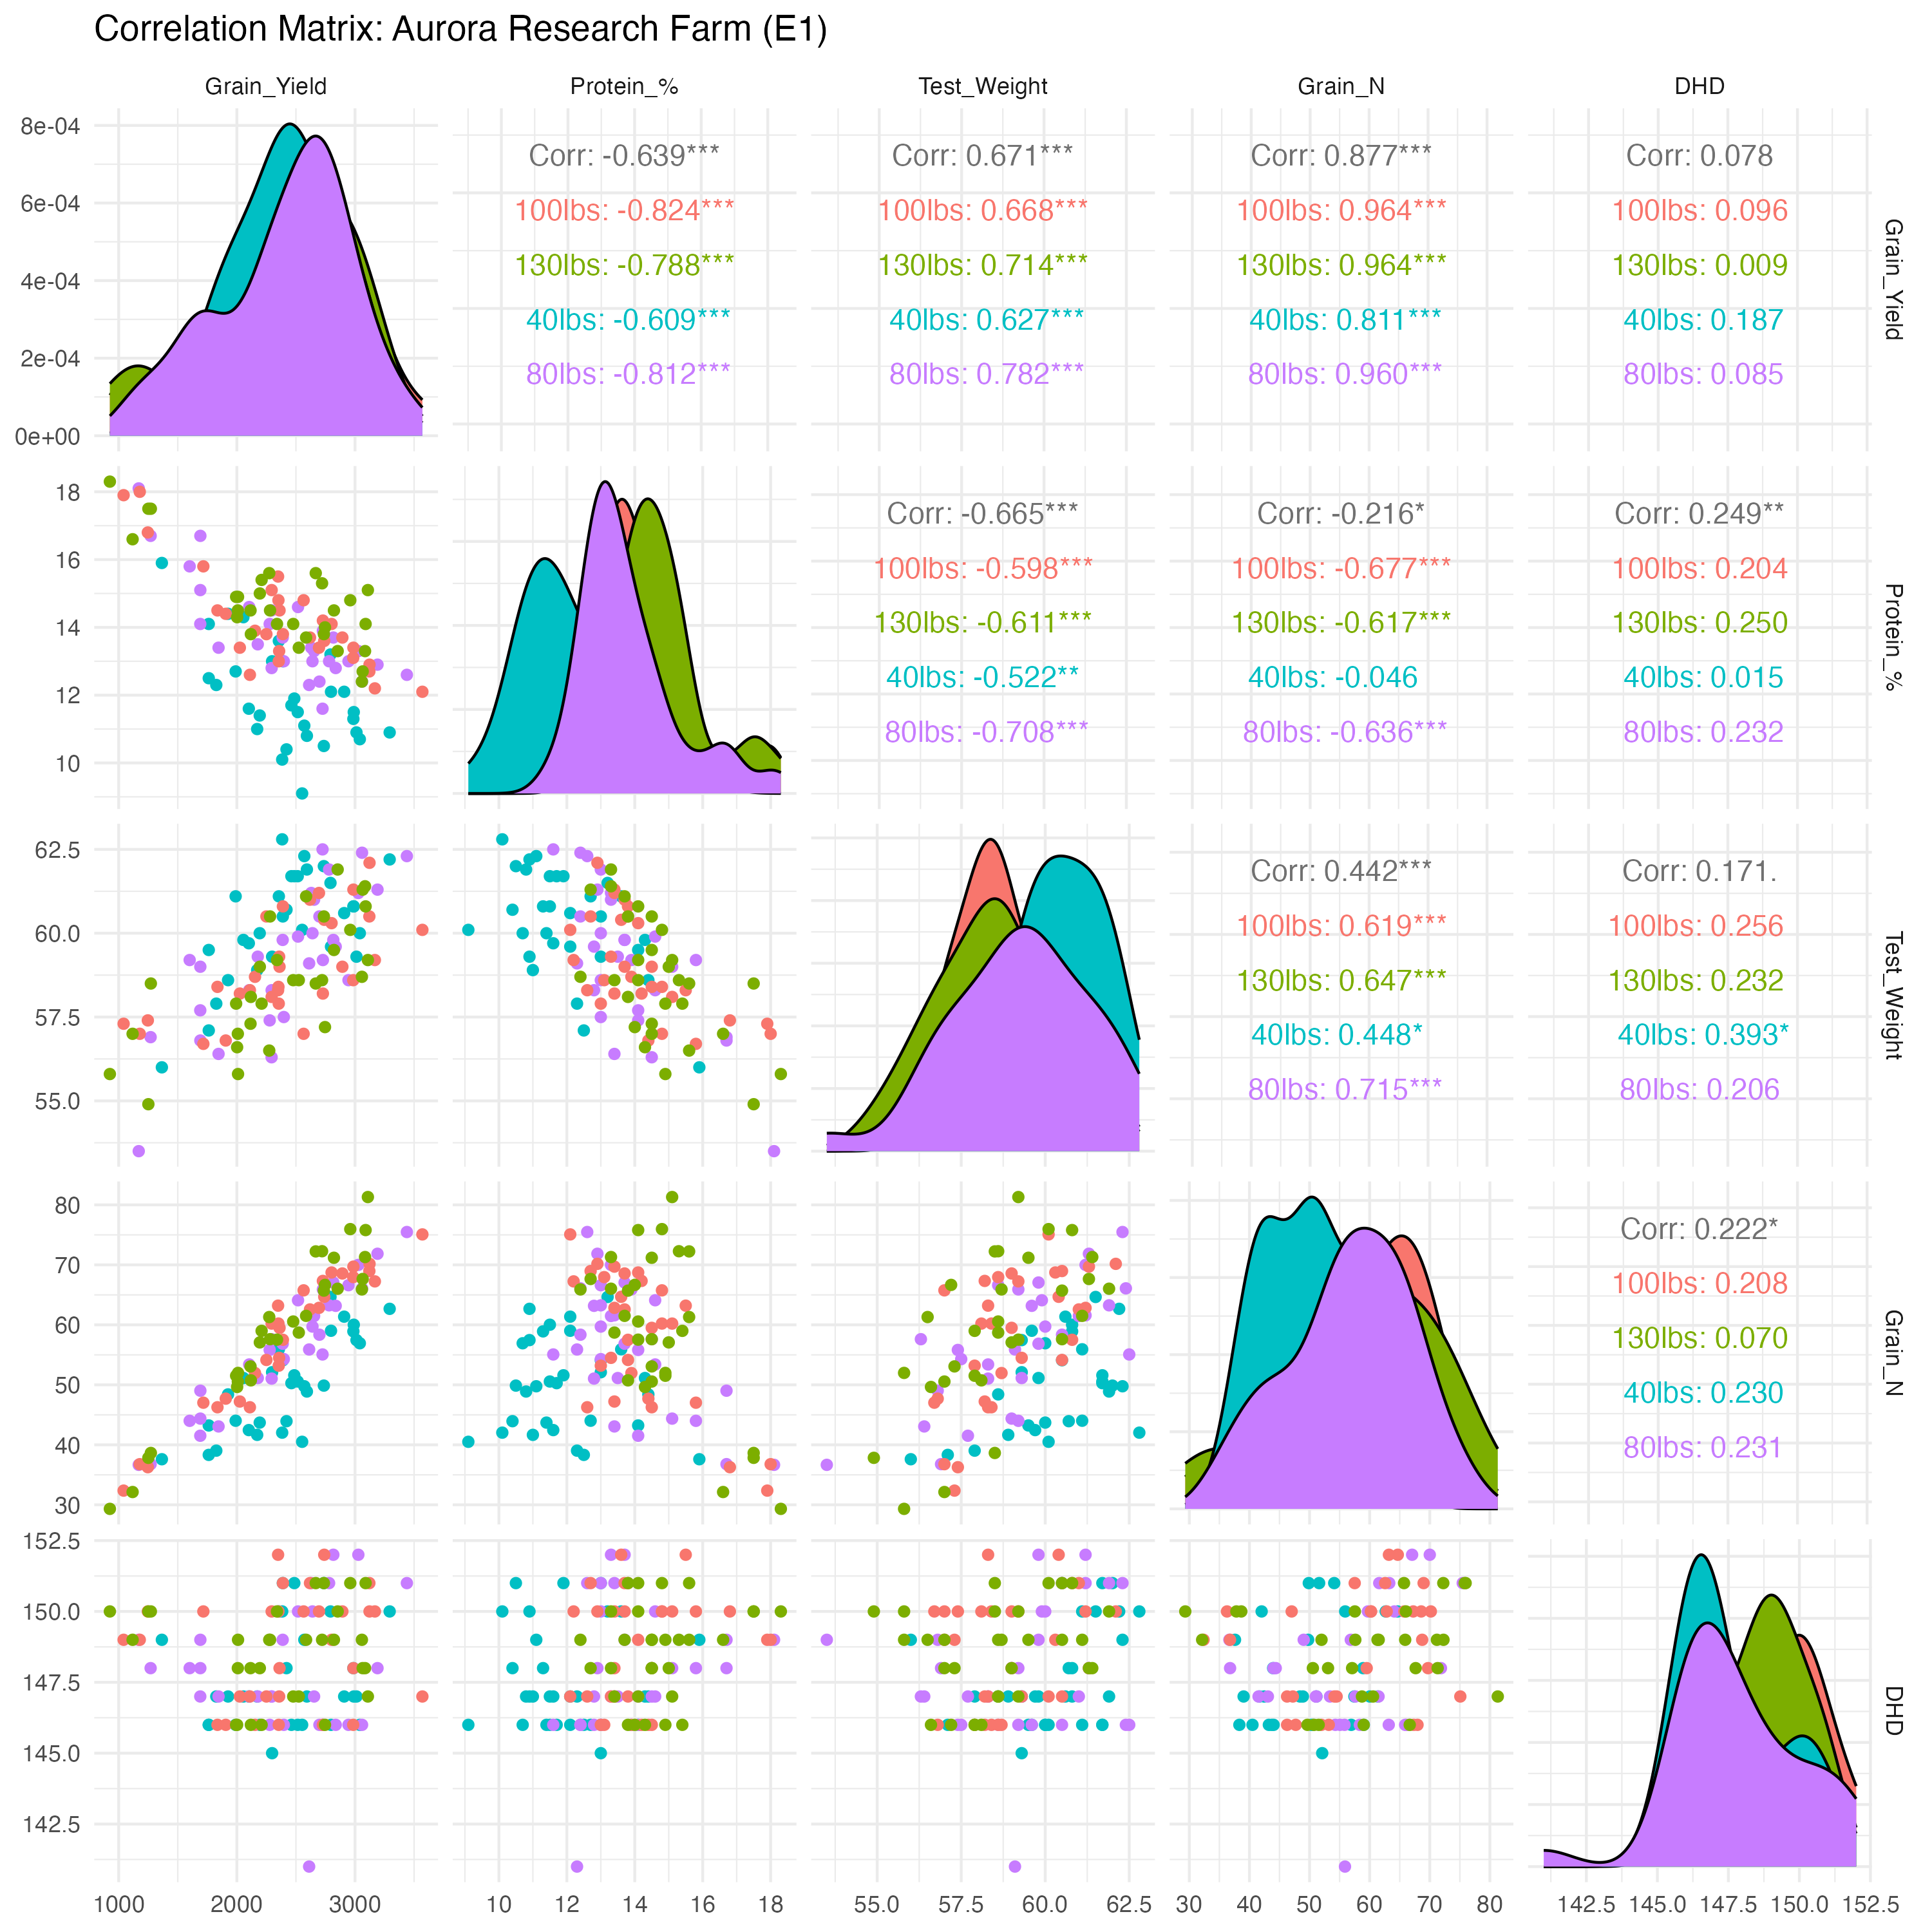 Correlation Matrix: Aurora Research Farm (E1)
Grain_Yield Protein_% Test_Weight Grain_N DHD
8e-04
6e-04
4e-04
2e-04
0e+00
Corr: -0.639***
100lbs: -0.824***
130lbs: -0.788***
40lbs: -0.609***
80lbs: -0.812***
Corr: 0.671***
100lbs: 0.668***
130lbs: 0.714***
40lbs: 0.627***
80lbs: 0.782***
Corr: 0.877***
100lbs: 0.964***
130lbs: 0.964***
40lbs: 0.811***
80lbs: 0.960***
Corr: 0.078
100lbs: 0.096
130lbs: 0.009
40lbs: 0.187
80lbs: 0.085
Grain_Yield
18
16
14
12
10
Corr: -0.665***
100lbs: -0.598***
130lbs: -0.611***
40lbs: -0.522**
80lbs: -0.708***
Corr: -0.216*
100lbs: -0.677***
130lbs: -0.617***
40lbs: -0.046
80lbs: -0.636***
Corr: 0.249**
100lbs: 0.204
130lbs: 0.250
40lbs: 0.015
80lbs: 0.232
Protein_%
62.5
60.0
57.5
55.0
Corr: 0.442***
100lbs: 0.619***
130lbs: 0.647***
40lbs: 0.448*
80lbs: 0.715***
Corr: 0.171.
100lbs: 0.256
130lbs: 0.232
40lbs: 0.393*
80lbs: 0.206
Test_Weight
80
70
60
50
40
30
Corr: 0.222*
100lbs: 0.208
130lbs: 0.070
40lbs: 0.230
80lbs: 0.231
Grain_N
152.5
150.0
147.5
145.0
142.5
DHD
1000 2000 3000 10 12 14 16 18 55.0 57.5 60.0 62.5 30 40 50 60 70 80 142.5 145.0 147.5 150.0 152.5